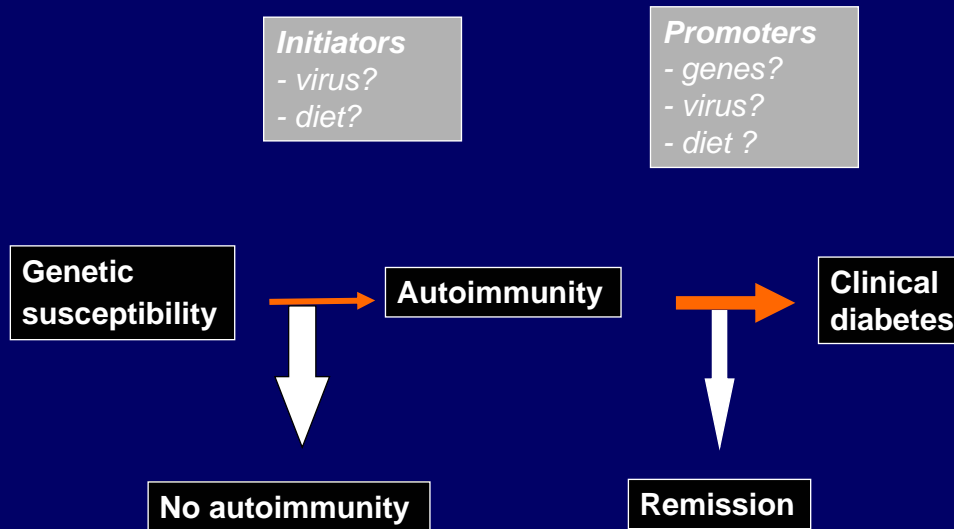 Initiators
- virus?
- diet?
Promoters
- genes?
- virus?
- diet ?
Genetic
susceptibility
Autoimmunity
Clinical
diabetes
No autoimmunity
Remission